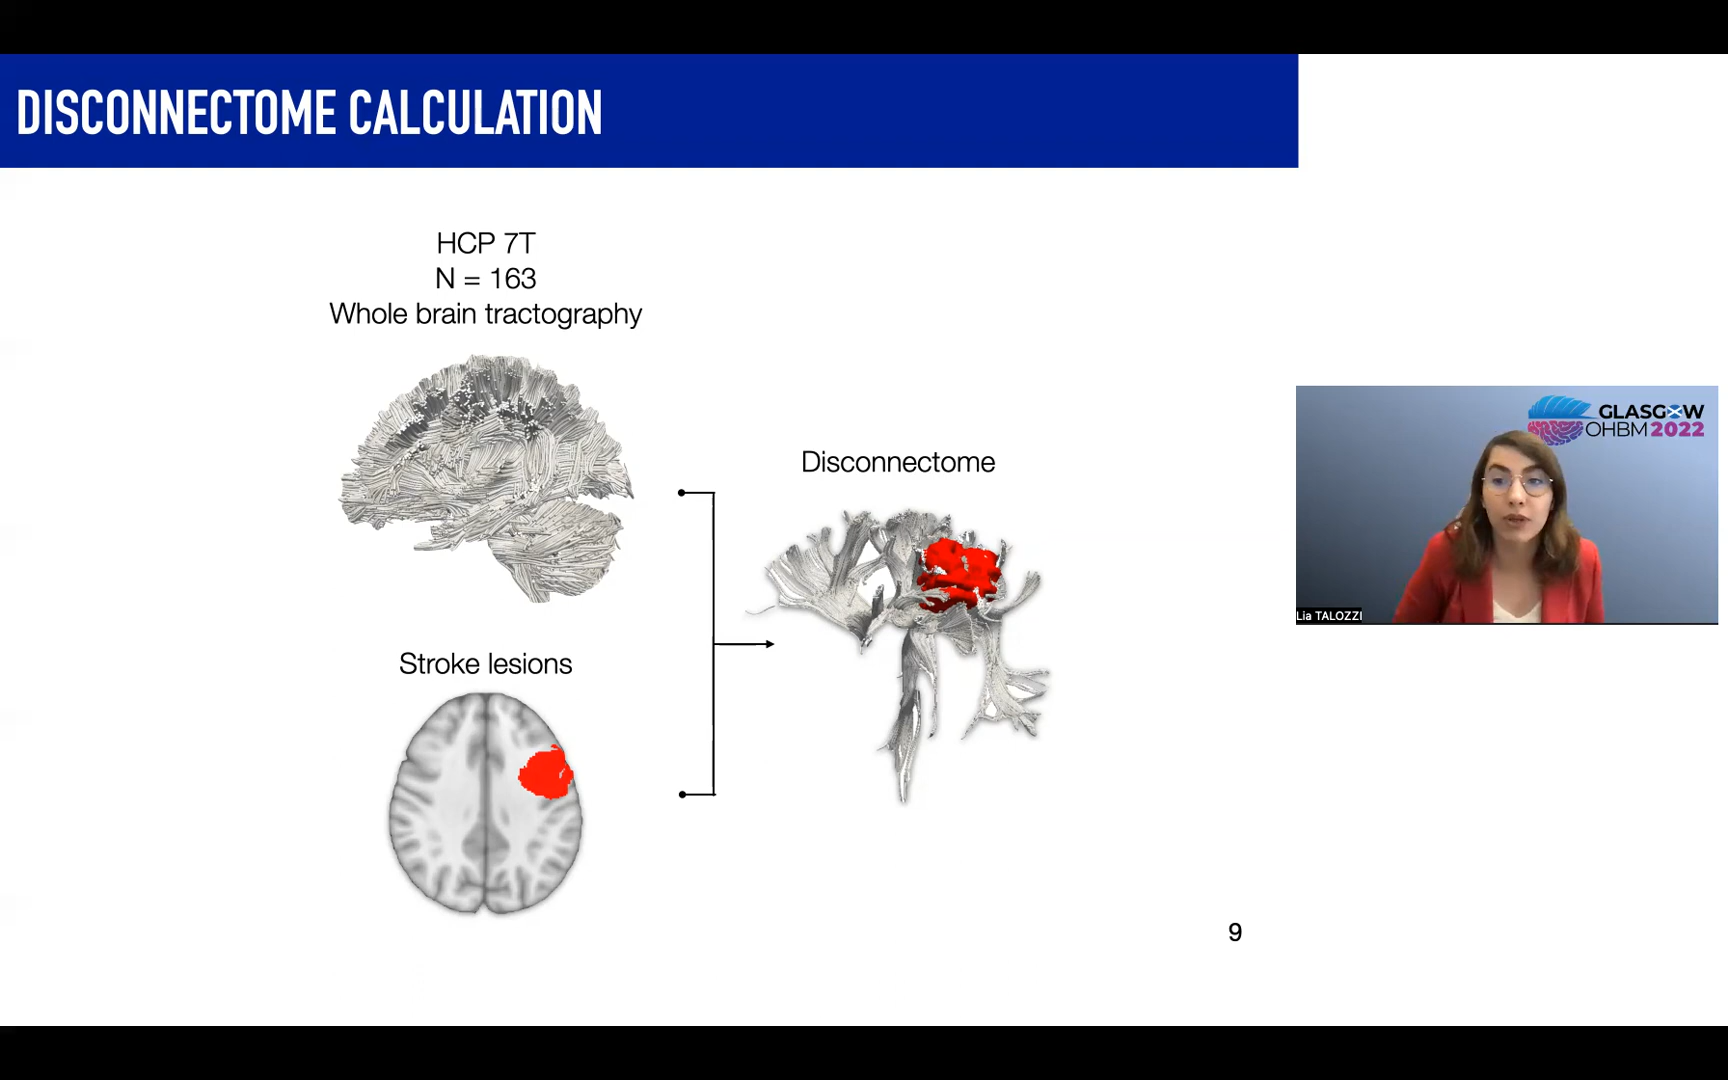 DISCONNECTOME CALCULATION
HCP 7T
N = 163
Whole brain tractography
Disconnectome
Stroke lesions
9
GLASGOW
OHBM 2022
Lia TALOZZI